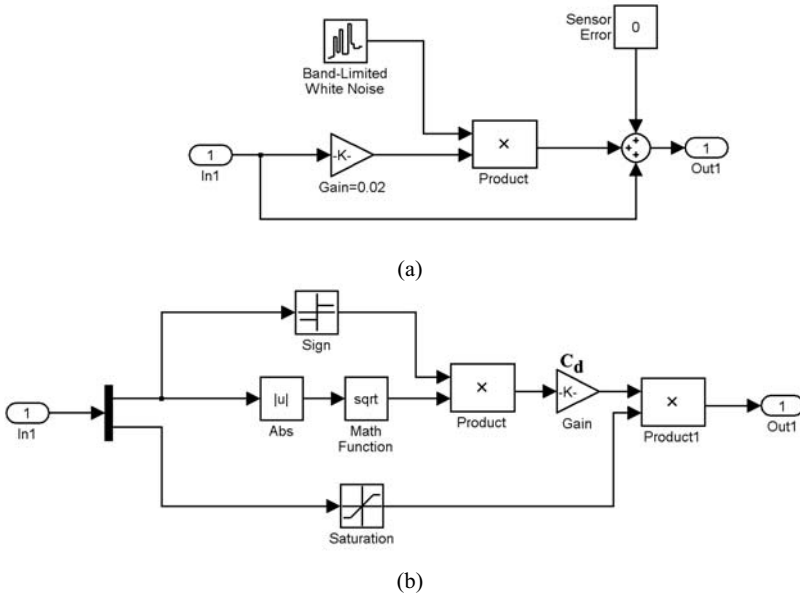 Sensor
Error
0
Band-Limited
White Noise
1
In1
-K-
Gain=0.02
×
Product
+
+
+
1
Out1
(a)
Sign
1
In1
|u|
Abs
sqrt
Math
Function
×
Product
C_d
-K-
Gain
×
Product1
1
Out1
Saturation
(b)